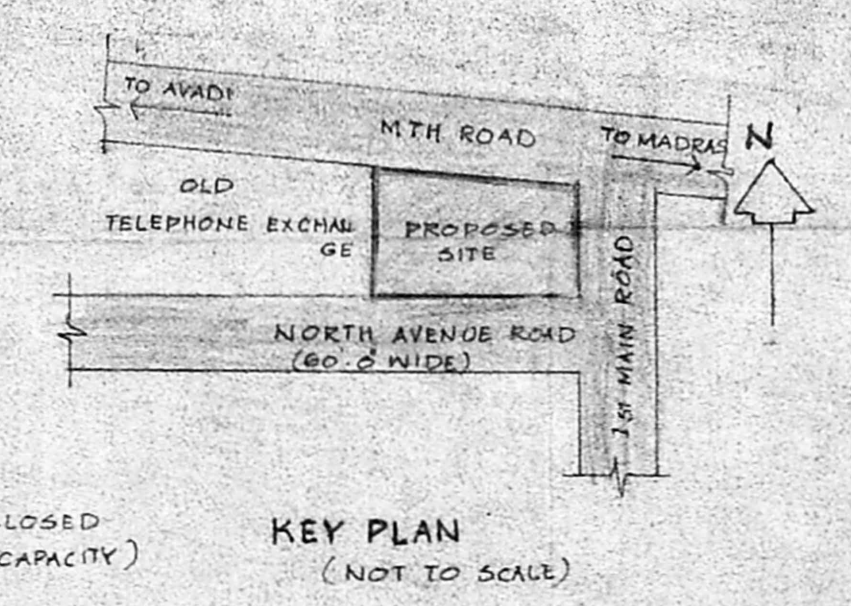 TO AVADI
MTH ROAD
TO MADRAS
N
OLD
TELEPHONE EXCHAN
GE
PROPOSED
SITE
1ST MAIN ROAD
NORTH AVENUE ROAD
(60'.0" WIDE)
LOSED
CAPACITY)
KEY PLAN
(NOT TO SCALE)